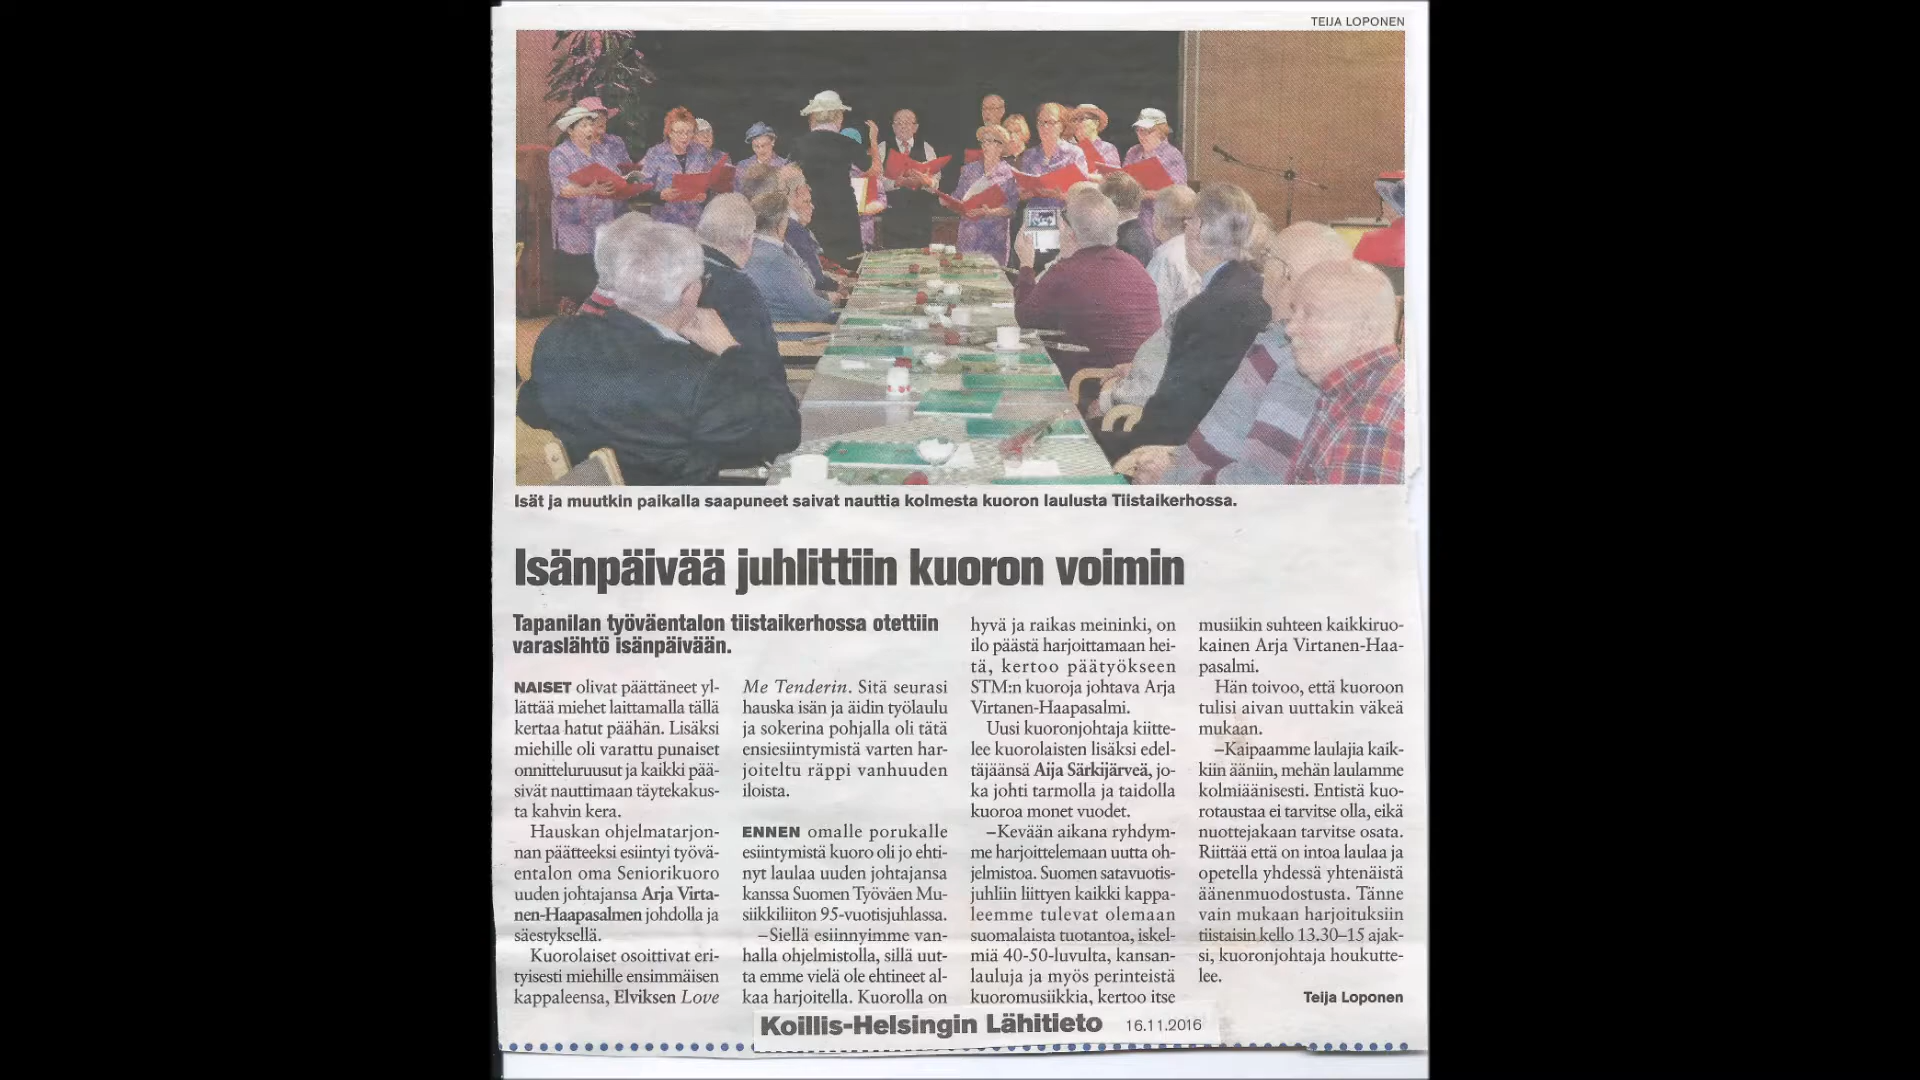 TEIJA LOPONEN
Isät ja muutkin paikalla saapuneet saivat nauttia kolmesta kuoron laulusta Tiistaikerhossa.
Isänpäivää juhlittiin kuoron voimin
Tapanilan työväentalon tiistaikerhossa otettiin
varaslähtö isänpäivään.
NAISET olivat päättäneet yl-
lättää miehet laittamalla tällä
kertaa hatut päähän. Lisäksi
miehille oli varattu punaiset
onnitteluruusut ja kaikki pää-
sivät nauttimaan täytekakus-
ta kahvin kera.
Hauskan ohjelmatarjon-
nan päätteeksi esiintyi työvä-
entalon oma Seniorikuoro
uuden johtajansa Arja Virta-
nen-Haapasalmen johdolla ja
säestyksellä.
Kuorolaiset osoittivat eri-
tyisesti miehille ensimmäisen
kappaleensa, Elviksen Love
Me Tenderin. Sitä seurasi
hauska isän ja äidin työlaulu
ja sokerina pohjalla oli tätä
ensiesiintymistä varten har-
joiteltu räppi vanhuuden
iloista.
ENNEN omalle porukalle
esiintymistä kuoro oli jo ehti-
nyt laulaa uuden johtajansa
kanssa Suomen Työväen Mu-
siikkiliiton 95-vuotisjuhlassa.
–Siellä esiinnyimme van-
halla ohjelmistolla, sillä uut-
ta emme vielä ole ehtineet al-
kaa harjoitella. Kuorolla on
hyvä ja raikas meininki, on
ilo päästä harjoittamaan hei-
tä, kertoo päätyökseen
STM:n kuoroja johtava Arja
Virtanen-Haapasalmi.
Uusi kuoronjohtaja kiitte-
lee kuorolaisten lisäksi edel-
täjäänsä Aija Särkijärveä, jo-
ka johti tarmolla ja taidolla
kuoroa monet vuodet.
–Kevään aikana ryhdym-
me harjoittelemaan uutta oh-
jelmistoa. Suomen satavuotis-
juhliin liittyen kaikki kappa-
leemme tulevat olemaan
suomalaista tuotantoa, iskel-
miä 40-50-luvulta, kansan-
lauluja ja myös perinteistä
kuoromusiikkia, kertoo itse
musiikin suhteen kaikkiruo-
kainen Arja Virtanen-Haa-
pasalmi.
Hän toivoo, että kuoroon
tulisi aivan uuttakin väkeä
mukaan.
–Kaipaamme laulajia kaik-
kiin ääniin, mehän laulamme
kolmiäänisesti. Entistä kuo-
rotaustaa ei tarvitse olla, eikä
nuottejakaan tarvitse osata.
Riittää että on intoa laulaa ja
opetella yhdessä yhtenäistä
äänenmuodostusta. Tänne
vain mukaan harjoituksiin
tiistaisin kello 13.30–15 ajak-
si, kuoronjohtaja houkutte-
lee.
Teija Loponen
Koillis-Helsingin Lähitieto 16.11.2016